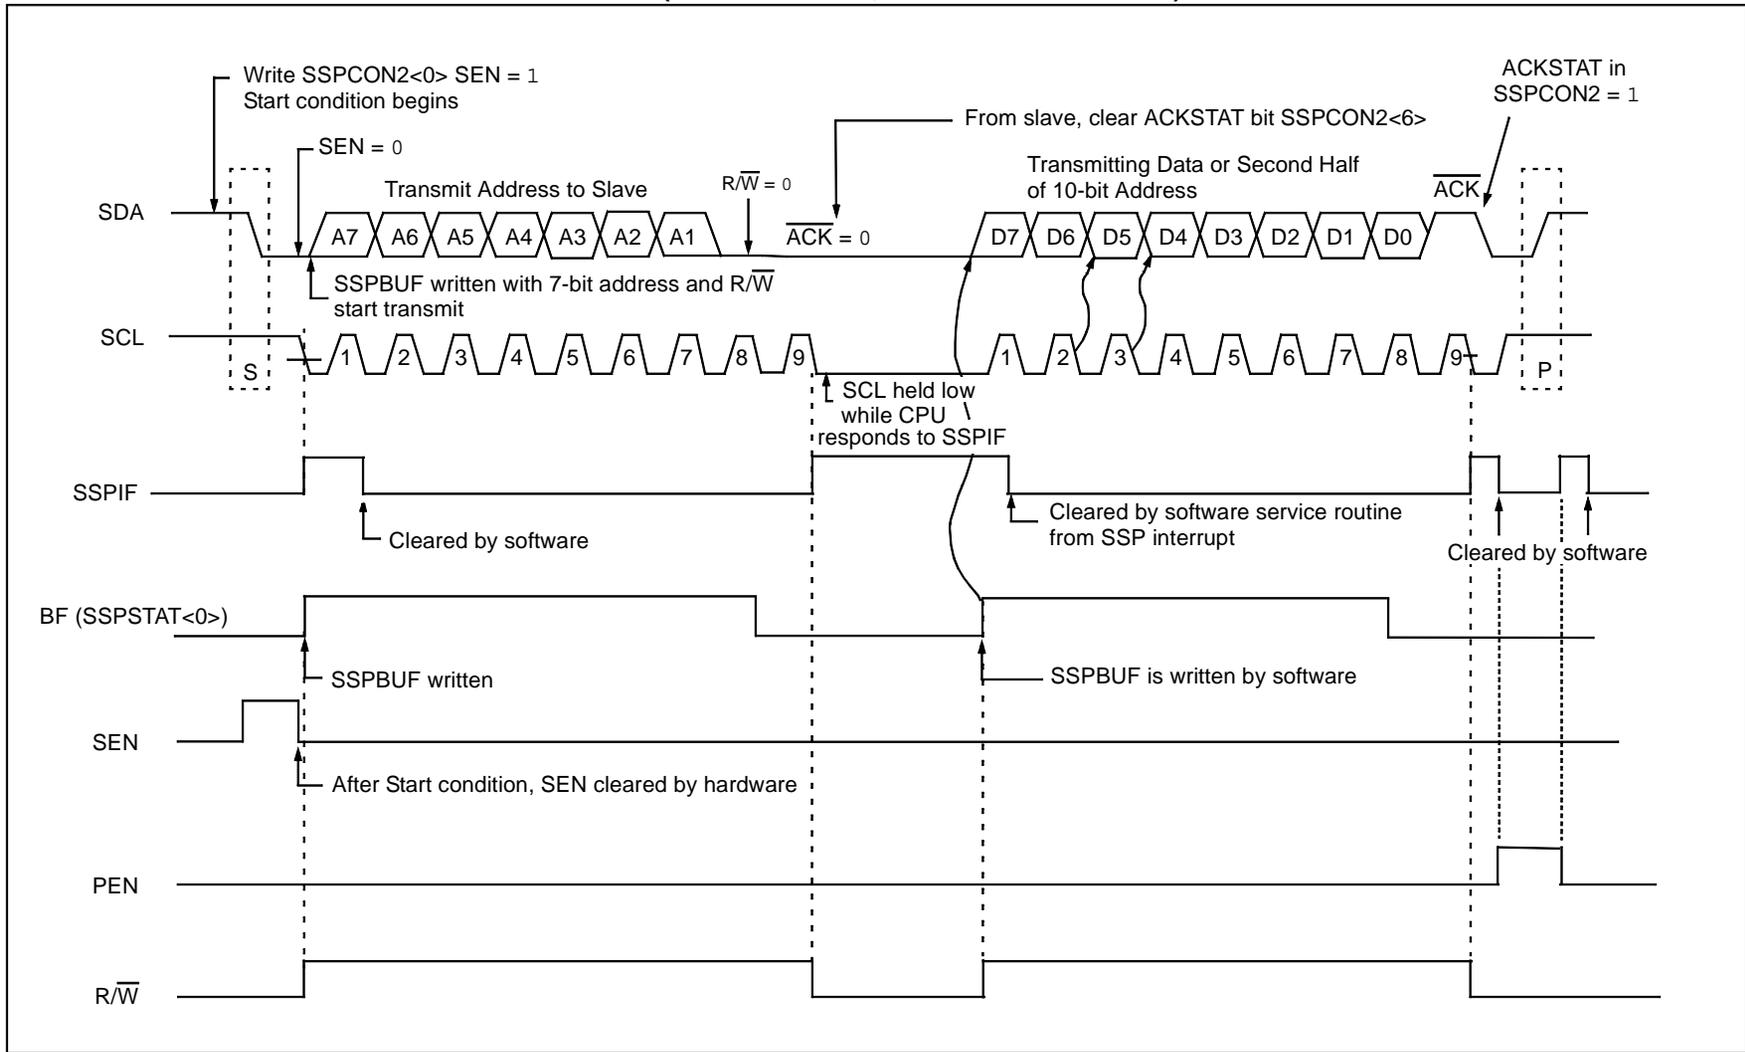 Write SSPCON2<0> SEN = 1
Start condition begins
ACKSTAT in
SSPCON2 = 1
From slave, clear ACKSTAT bit SSPCON2<6>
SEN = 0
Transmitting Data or Second Half
of 10-bit Address
Transmit Address to Slave
R/W = 0
ACK
SDA
A7 A6 A5 A4 A3 A2 A1
ACK = 0
D7 D6 D5 D4 D3 D2 D1 D0
SSPBUF written with 7-bit address and R/W
start transmit
SCL
S
1 2 3 4 5 6 7 8 9
1 2 3 4 5 6 7 8 9
P
SCL held low
while CPU
responds to SSPIF
SSPIF
Cleared by software
Cleared by software service routine
from SSP interrupt
Cleared by software
BF (SSPSTAT<0>)
SSPBUF written
SSPBUF is written by software
SEN
After Start condition, SEN cleared by hardware
PEN
R/W